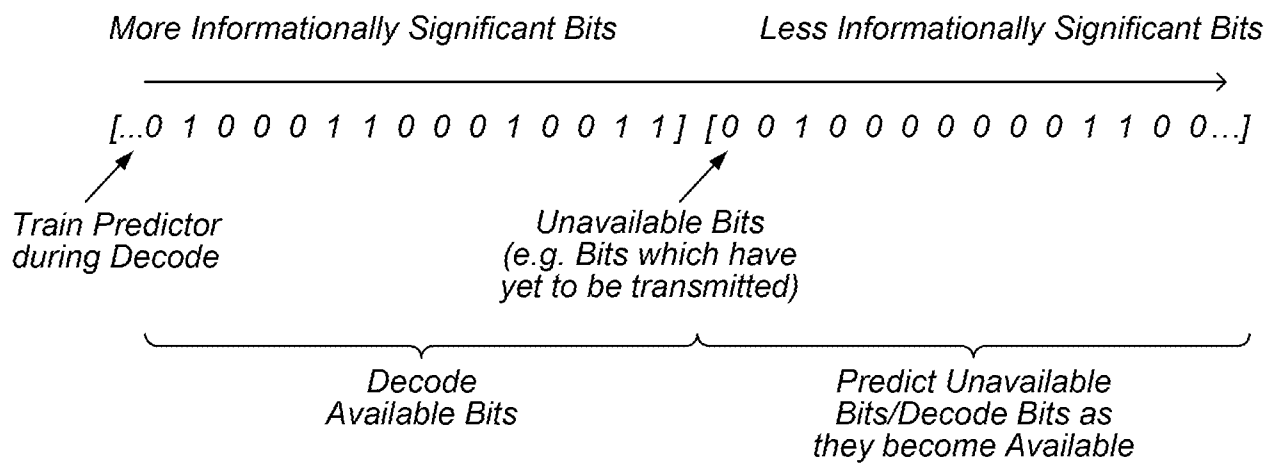 More Informationally Significant Bits
Less Informationally Significant Bits
[...0 1 0 0 0 1 1 0 0 0 1 0 0 1 1] [0 0 1 0 0 0 0 0 0 0 1 1 0 0...]
Train Predictor
during Decode
Unavailable Bits
(e.g. Bits which have
yet to be transmitted)
Decode
Available Bits
Predict Unavailable
Bits/Decode Bits as
they become Available